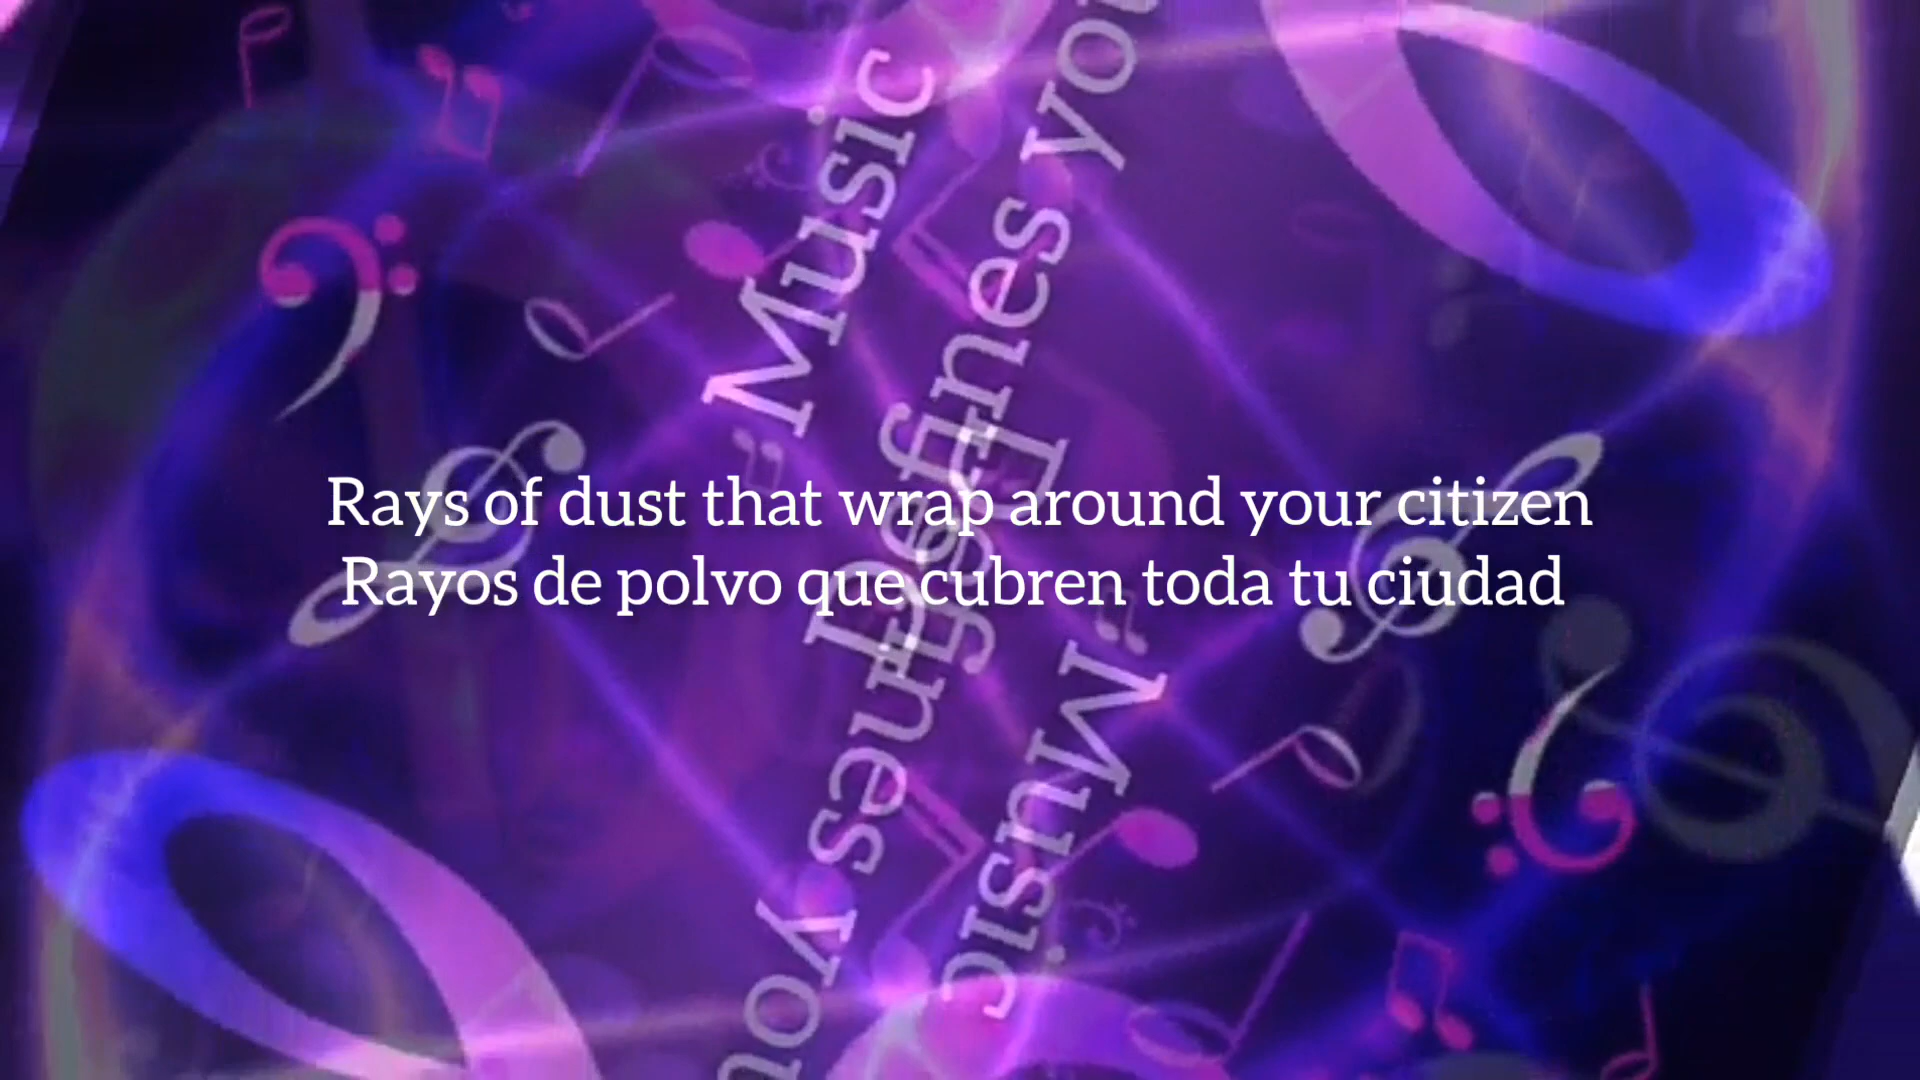 Music
defines you
Rays of dust that wrap around your citizen
Rayos de polvo que cubren toda tu ciudad
defines you
Music